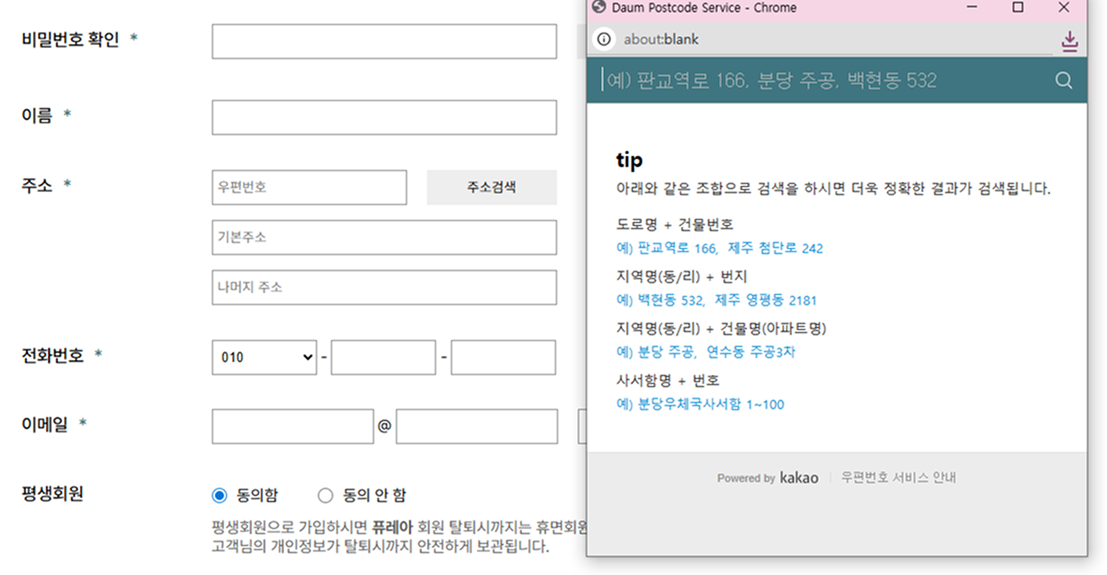 비밀번호 확인 *
이름 *
주소 *
우편번호
주소검색
기본주소
나머지 주소
전화번호 *
010
-
-
이메일 *
@
평생회원
동의함
동의 안 함
평생회원으로 가입하시면 퓨레아 회원 탈퇴시까지는 휴면회원
고객님의 개인정보가 탈퇴시까지 안전하게 보관됩니다.
Daum Postcode Service - Chrome
about:blank
예) 판교역로 166, 분당 주공, 백현동 532
tip
아래와 같은 조합으로 검색을 하시면 더욱 정확한 결과가 검색됩니다.
도로명 + 건물번호
예) 판교역로 166, 제주 첨단로 242
지역명(동/리) + 번지
예) 백현동 532, 제주 영평동 2181
지역명(동/리) + 건물명(아파트명)
예) 분당 주공, 연수동 주공3차
사서함명 + 번호
예) 분당우체국사서함 1~100
Powered by kakao | 우편번호 서비스 안내